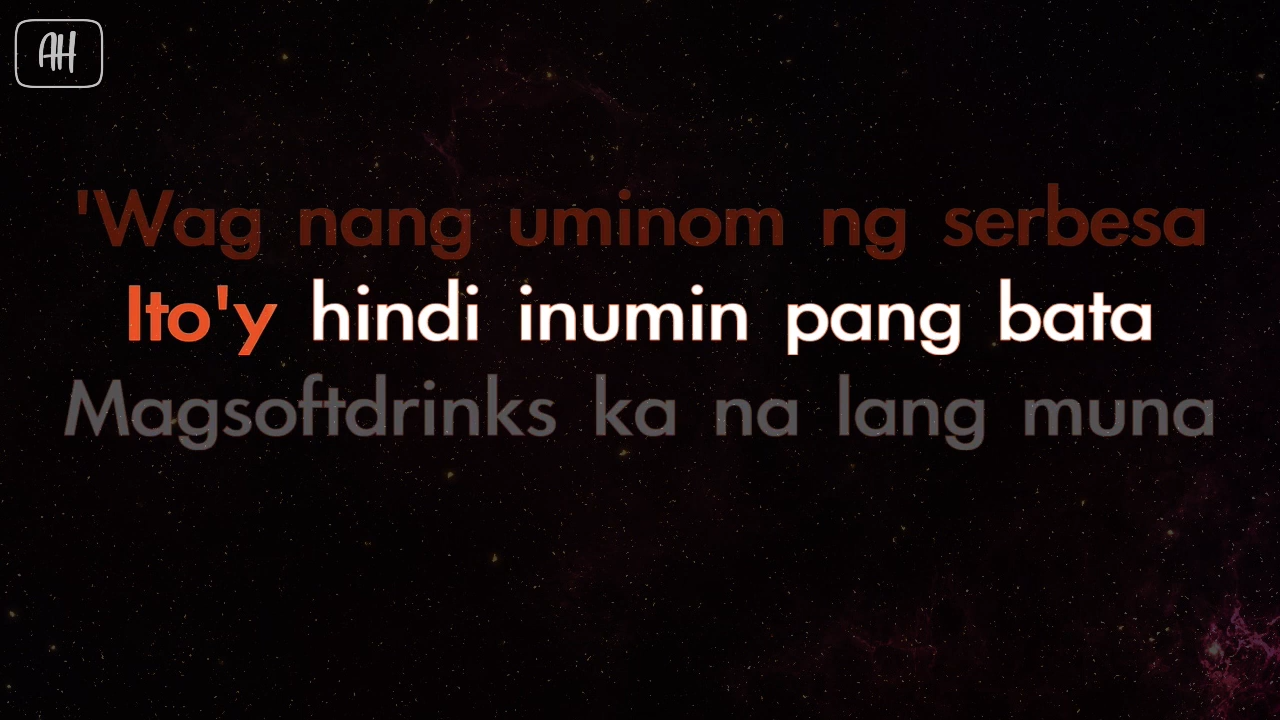 AH
'Wag nang uminom ng serbesa
Ito'y hindi inumin pang bata
Magsoftdrinks ka na lang muna